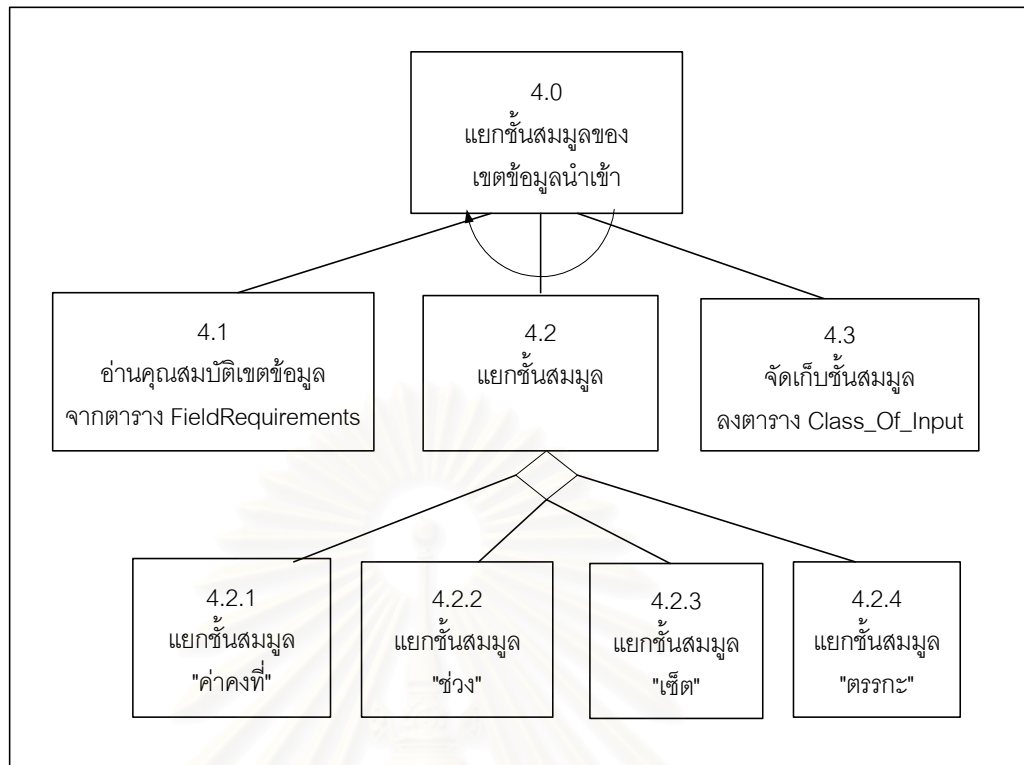 4.0
แยกชั้นสมมูลของ
เขตข้อมูลนำเข้า
4.1
อ่านคุณสมบัติเขตข้อมูล
จากตาราง FieldRequirements
4.2
แยกชั้นสมมูล
4.3
จัดเก็บชั้นสมมูล
ลงตาราง Class_Of_Input
4.2.1
แยกชั้นสมมูล
"ค่าคงที่"
4.2.2
แยกชั้นสมมูล
"ช่วง"
4.2.3
แยกชั้นสมมูล
"เซ็ต"
4.2.4
แยกชั้นสมมูล
"ตรรกะ"